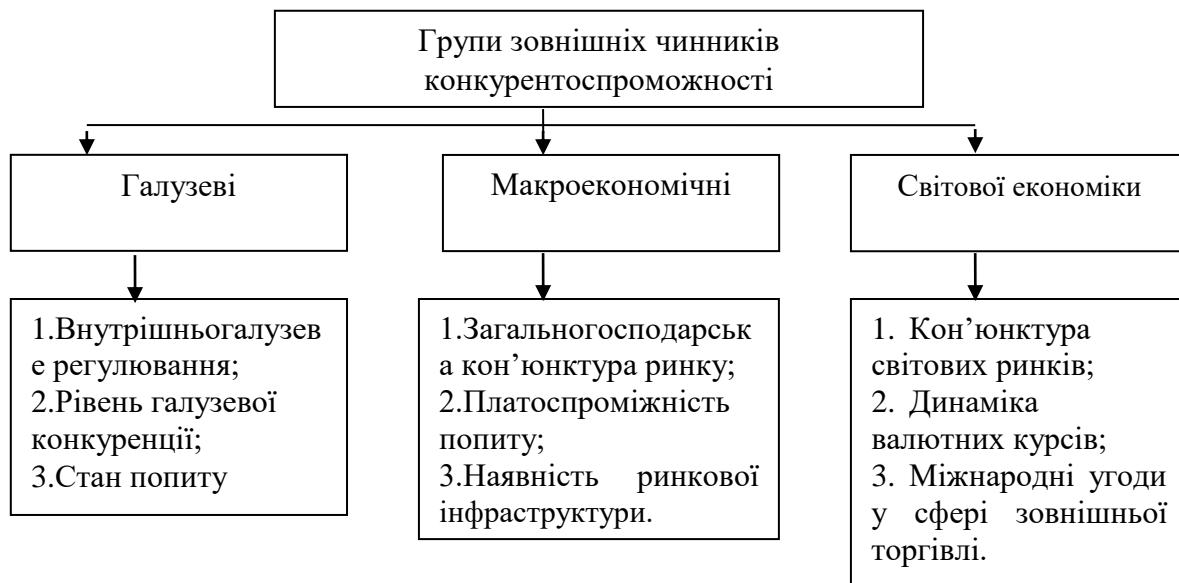 Групи зовнішніх чинників
конкурентоспроможності
Галузеві
Макроекономічні
Світової економіки
1.Внутрішньогалузев
е регулювання;
2.Рівень галузевої
конкуренції;
3.Стан попиту
1.Загальногосподарськ
а кон’юнктура ринку;
2.Платоспроміжність
попиту;
3.Наявність ринкової
інфраструктури.
1. Кон’юнктура
світових ринків;
2. Динаміка
валютних курсів;
3. Міжнародні угоди
у сфері зовнішньої
торгівлі.